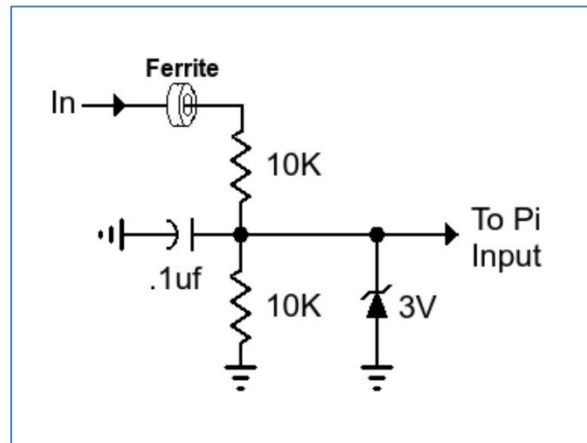 Ferrite
In
10K
To Pi
Input
.1uf
10K
3V